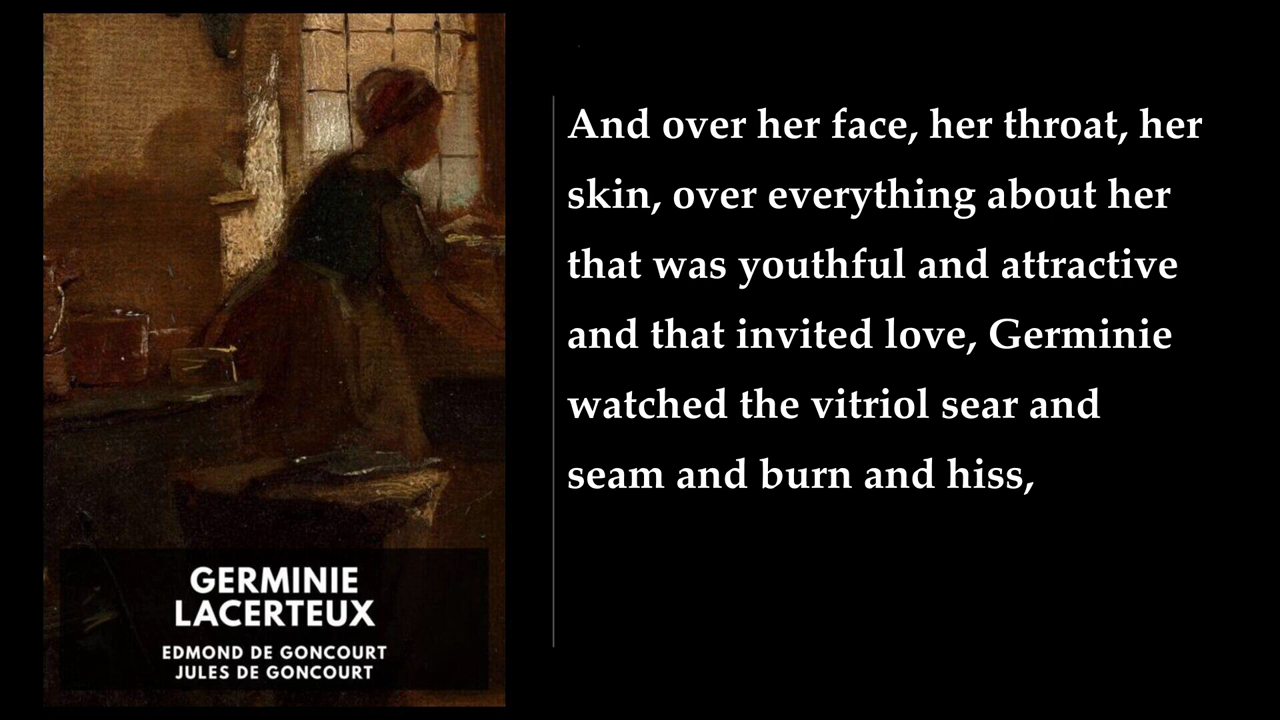 And over her face, her throat, her
skin, over everything about her
that was youthful and attractive
and that invited love, Germinie
watched the vitriol sear and
seam and burn and hiss,
GERMINIE
LACERTEUX
EDMOND DE GONCOURT
JULES DE GONCOURT